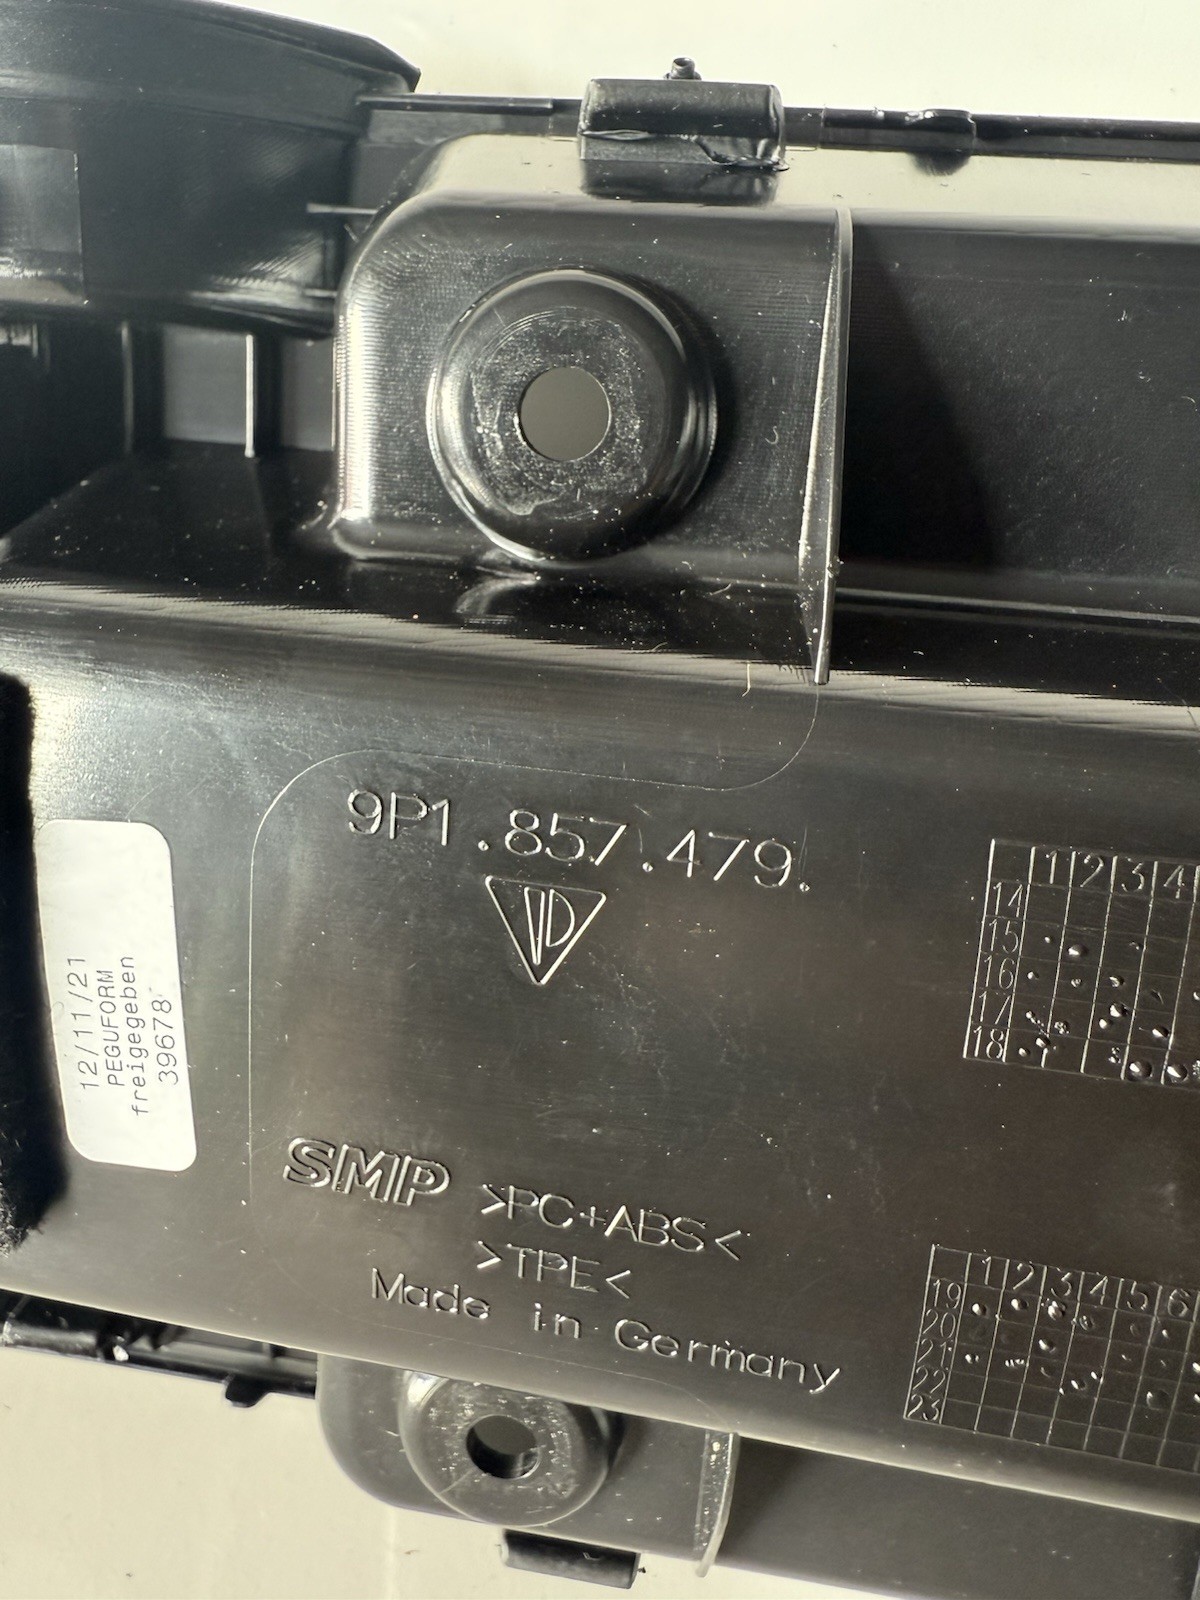 9P1.857.479.
VD
12/11/21
PEGUFORM
freigegeben
39678
SMP >PC+ABS<
>TPE<
Made in Germany
1 2 3 4
14
15
16
17
18
1 2 3 4 5 6
19
20
21
22
23